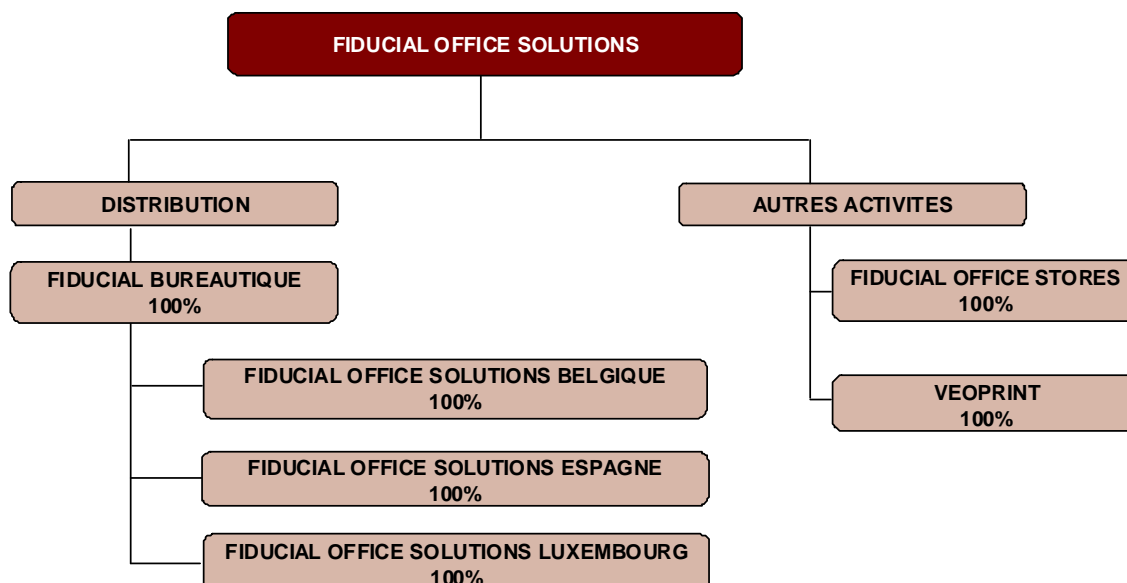 FIDUCIAL OFFICE SOLUTIONS
DISTRIBUTION
AUTRES ACTIVITES
FIDUCIAL BUREAUTIQUE
100%
FIDUCIAL OFFICE STORES
100%
FIDUCIAL OFFICE SOLUTIONS BELGIQUE
100%
VEOPRINT
100%
FIDUCIAL OFFICE SOLUTIONS ESPAGNE
100%
FIDUCIAL OFFICE SOLUTIONS LUXEMBOURG
100%